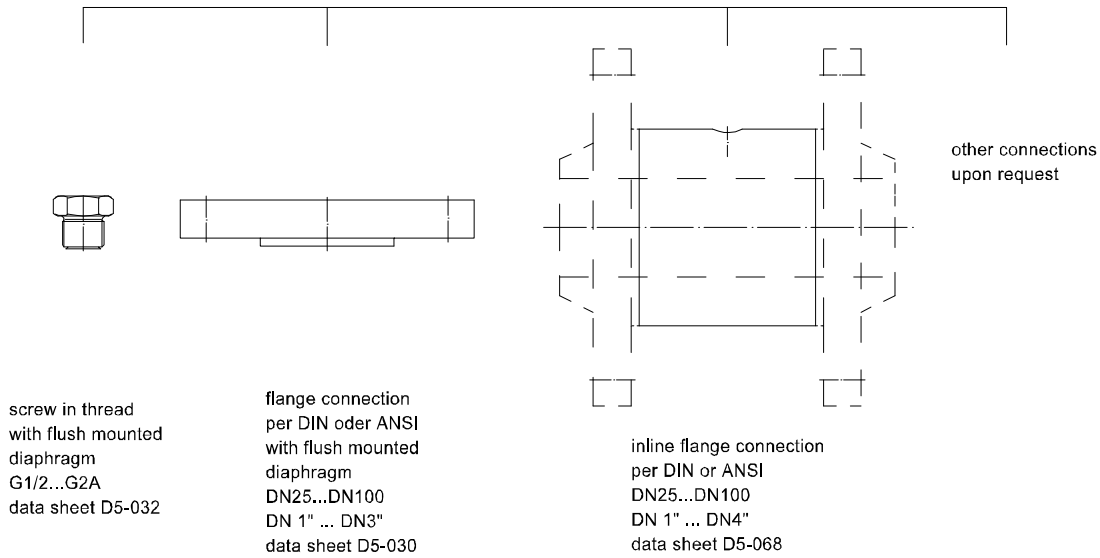 other connections
upon request
screw in thread
with flush mounted
diaphragm
G1/2...G2A
data sheet D5-032
flange connection
per DIN oder ANSI
with flush mounted
diaphragm
DN25...DN100
DN 1" ... DN3"
data sheet D5-030
inline flange connection
per DIN or ANSI
DN25...DN100
DN 1" ... DN4"
data sheet D5-068